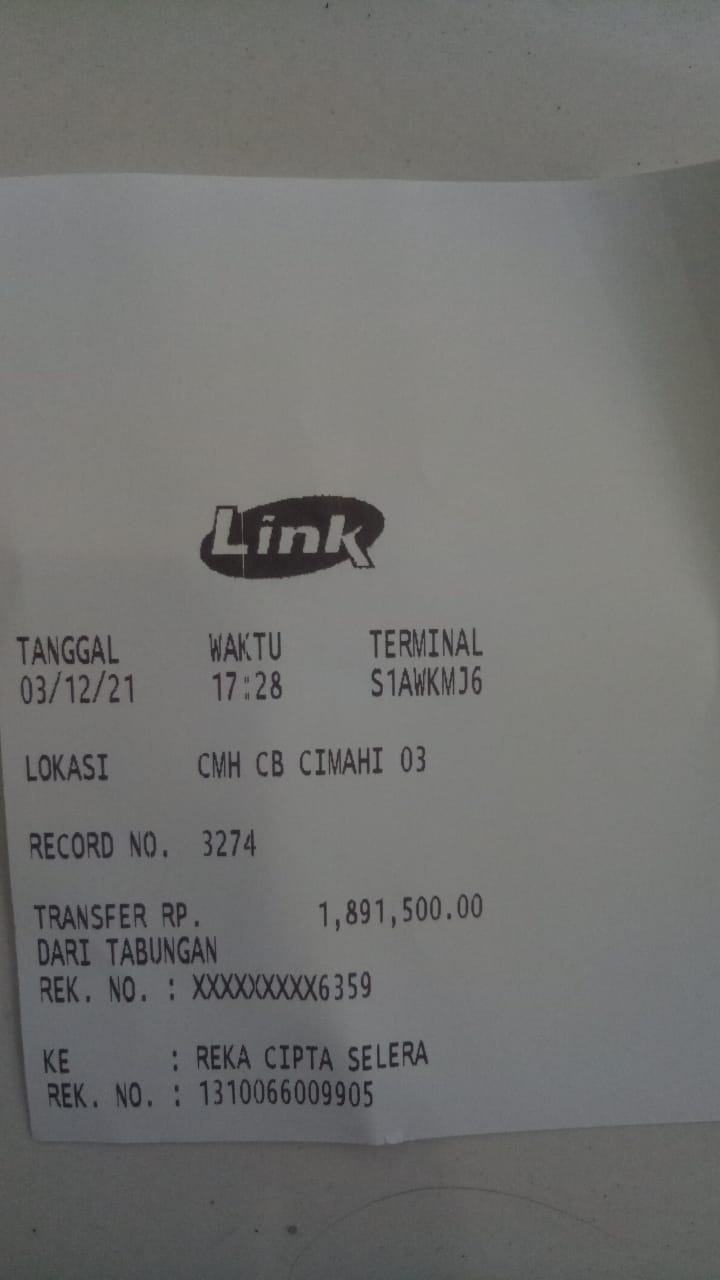 Link
TANGGAL WAKTU TERMINAL
03/12/21 17:28 S1AWKMJ6
LOKASI CMH CB CIMAHI 03
RECORD NO. 3274
TRANSFER RP. 1,891,500.00
DARI TABUNGAN
REK. NO. : XXXXXXXXX6359
KE : REKA CIPTA SELERA
REK. NO. : 1310066009905